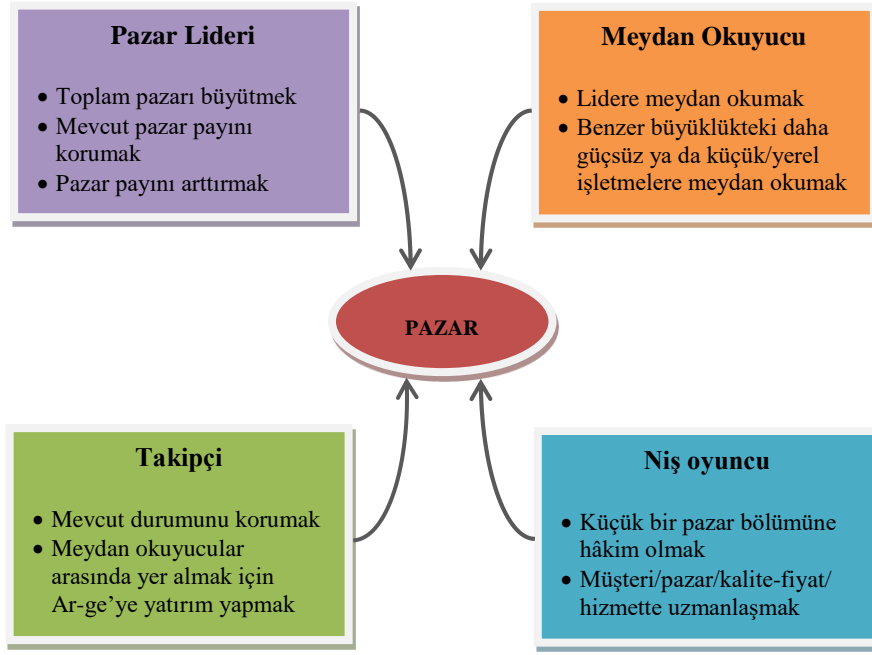 Pazar Lideri
• Toplam pazarı büyütmek
• Mevcut pazar payını
korumak
• Pazar payını arttırmak
Meydan Okuyucu
• Lidere meydan okumak
• Benzer büyüklükteki daha
güçsüz ya da küçük/yerel
işletmelere meydan okumak
PAZAR
Takipçi
• Mevcut durumunu korumak
• Meydan okuyucular
arasında yer almak için
Ar-ge’ye yatırım yapmak
Niş oyuncu
• Küçük bir pazar bölümüne
hâkim olmak
• Müşteri/pazar/kalite-fiyat/
hizmette uzmanlaşmak